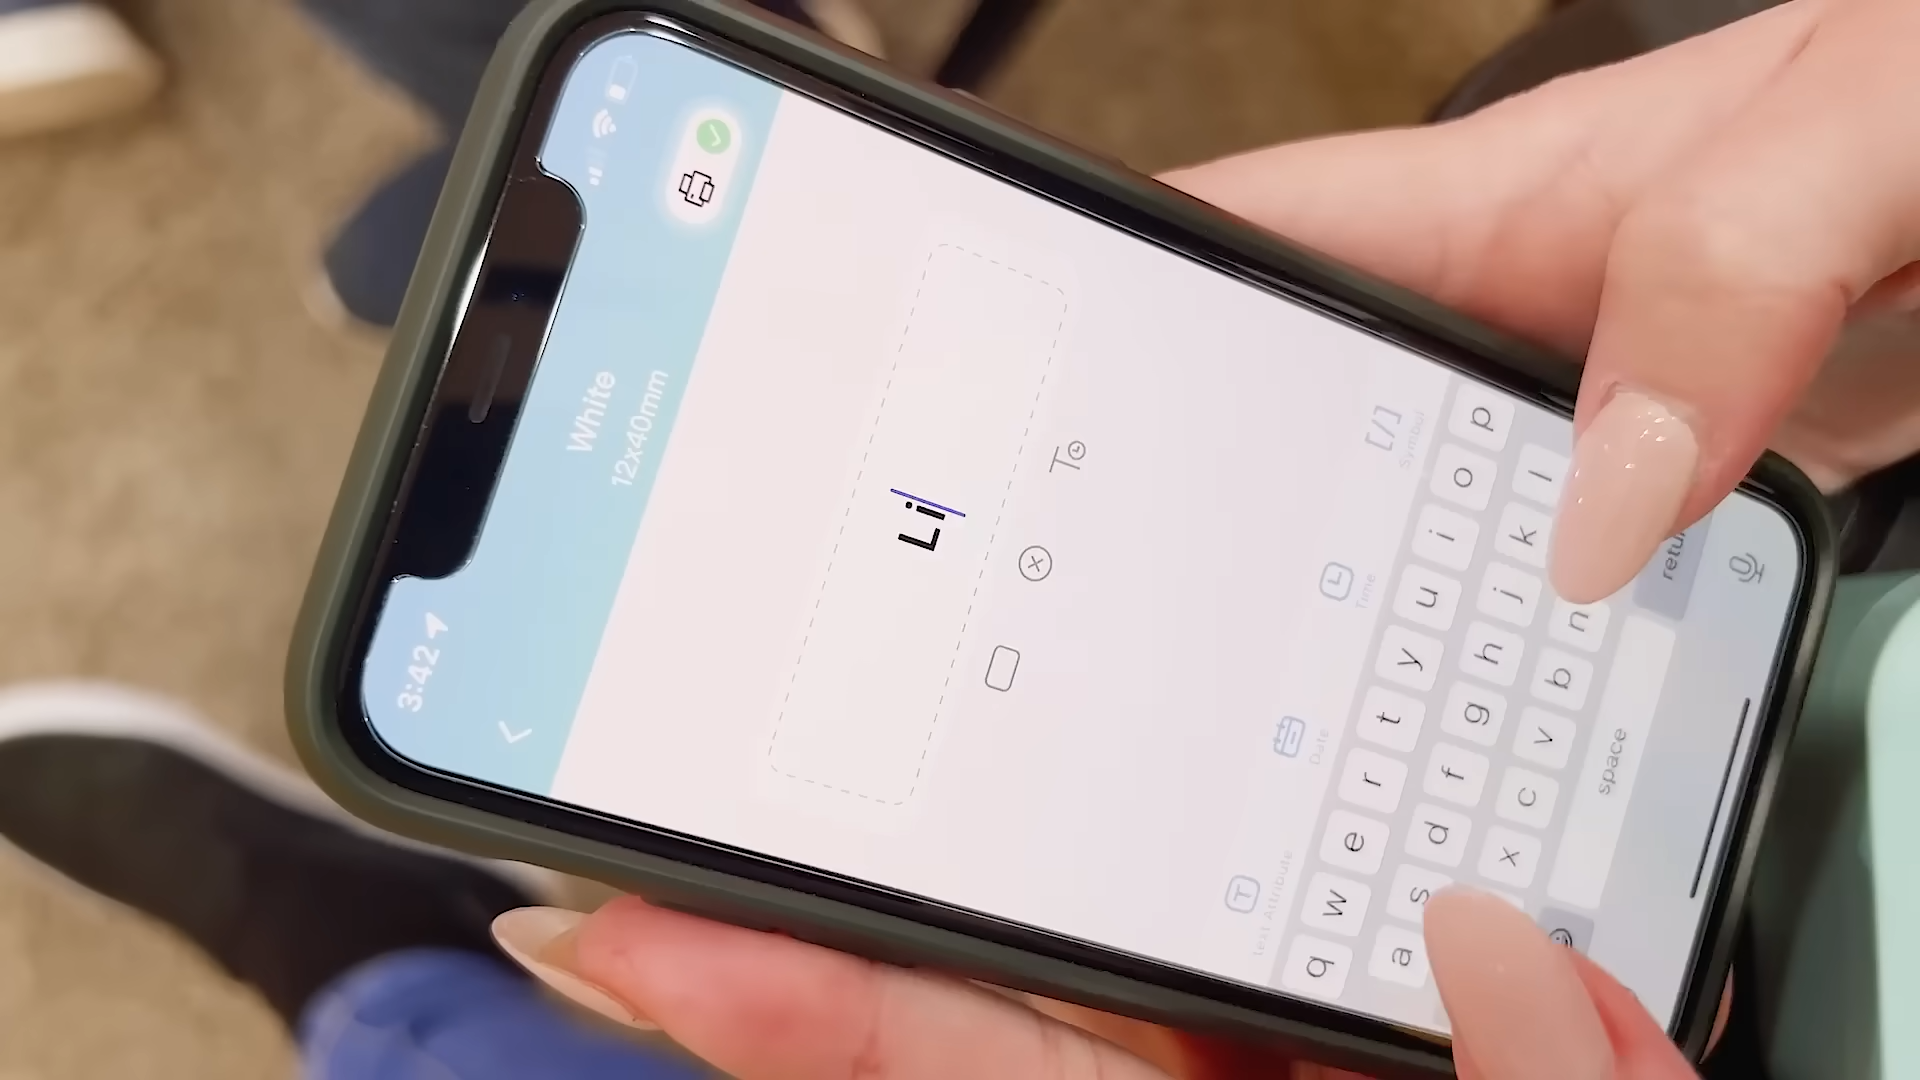 3:42
White
12x40mm
Li
Text Attribute
Date
Time
Symbol
q w e r t y u i o p
a s d f g h j k l
x c v b n
space
retu